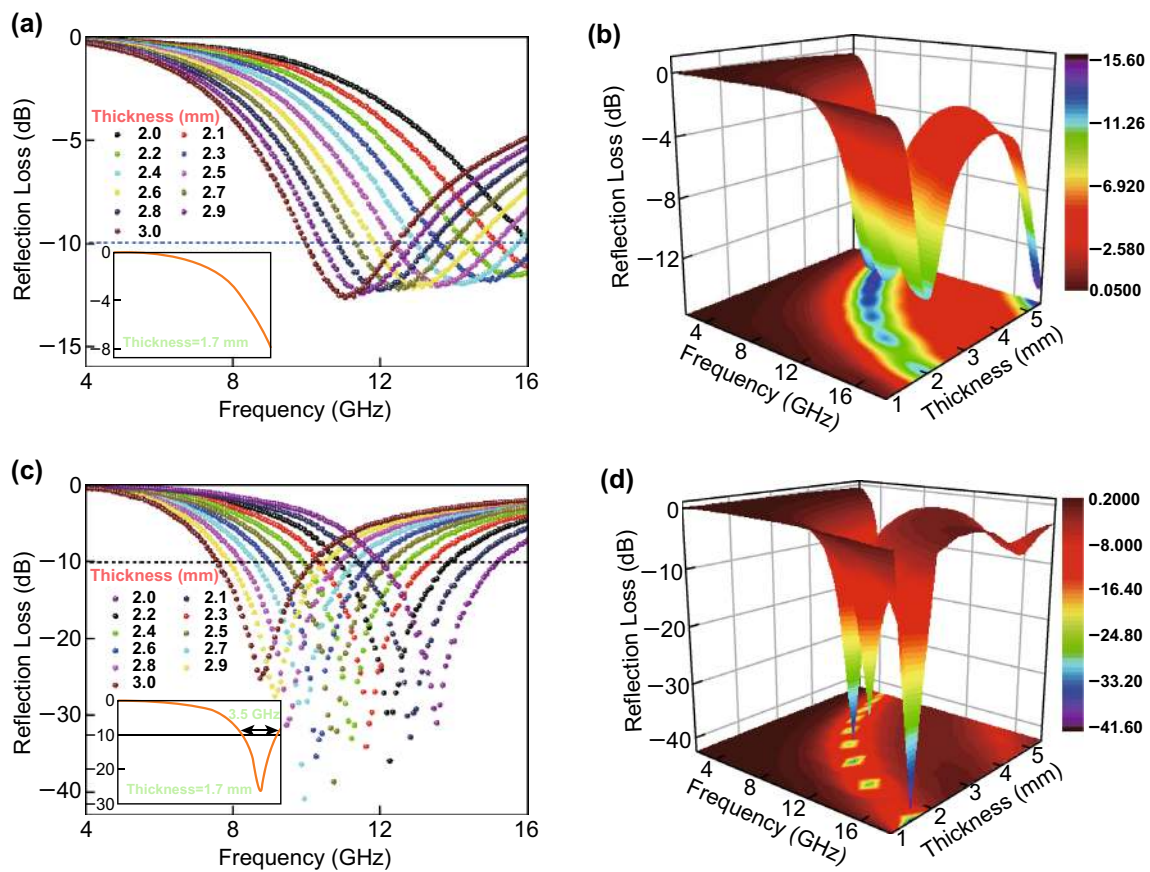 (a)
0
−5
−10
−15
Reflection Loss (dB)
Thickness (mm)
2.0 2.1
2.2 2.3
2.4 2.5
2.6 2.7
2.8 2.9
3.0
0
−4
−8
Thickness=1.7 mm
4 8 12 16
Frequency (GHz)
(b)
0
−4
−8
−12
Reflection Loss (dB)
4 8 12 16
Frequency (GHz)
1 2 3 4 5
Thickness (mm)
−15.60
−11.26
−6.920
−2.580
0.0500
(c)
0
−10
−20
−30
−40
Reflection Loss (dB)
Thickness (mm)
2.0 2.1
2.2 2.3
2.4 2.5
2.6 2.7
2.8 2.9
3.0
0
10
20
30
3.5 GHz
Thickness=1.7 mm
4 8 12 16
Frequency (GHz)
(d)
0
−10
−20
−30
−40
Reflection Loss (dB)
4 8 12 16
Frequency (GHz)
1 2 3 4 5
Thickness (mm)
0.2000
−8.000
−16.40
−24.80
−33.20
−41.60